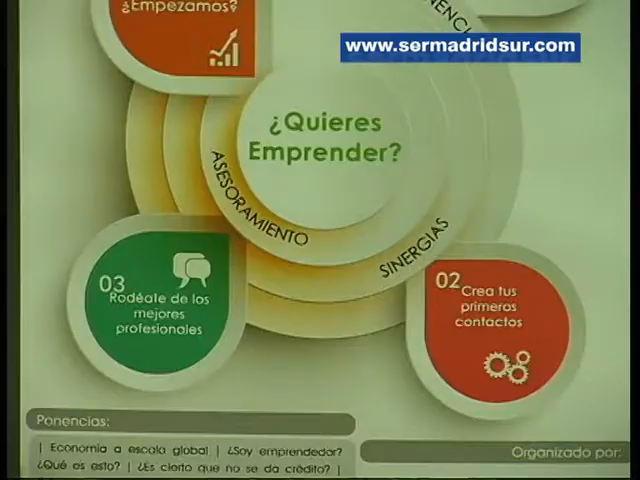 ¿Empezamos?
www.sermadridsur.com
¿Quieres
Emprender?
ASESORAMIENTO
SINERGIAS
03
Rodéate de los
mejores
profesionales
02
Crea tus
primeros
contactos
Ponencias:
| Economía a escala global | ¿Soy emprendedor?
¿Qué es esto? | ¿Es cierto que no se da crédito? |
Organizado por: